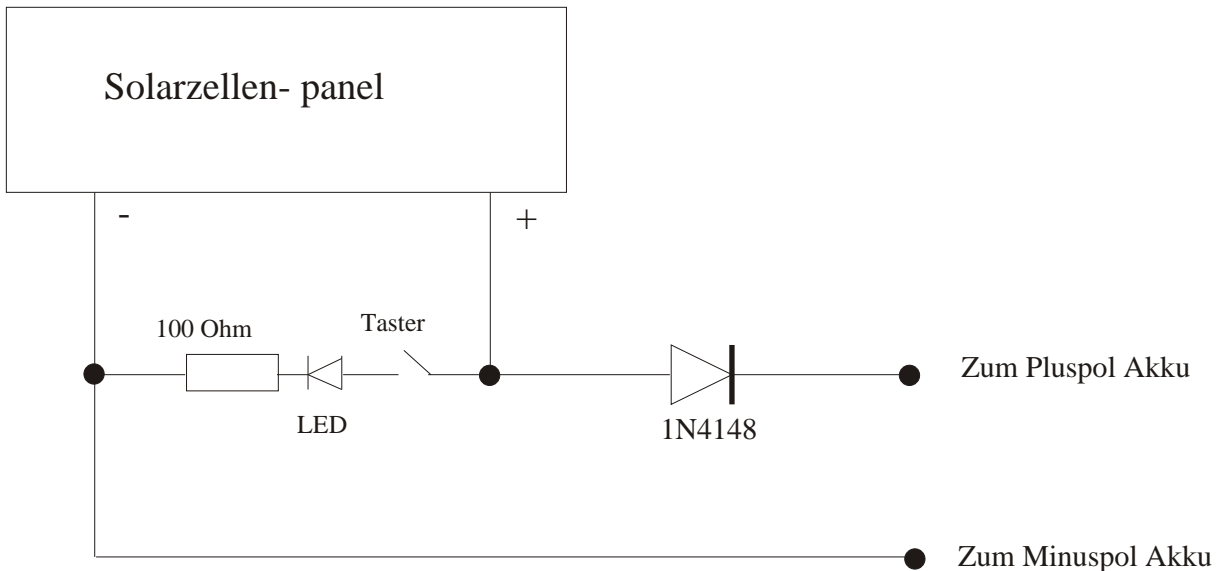 Solarzellen- panel
-
+
100 Ohm
Taster
LED
1N4148
Zum Pluspol Akku
Zum Minuspol Akku